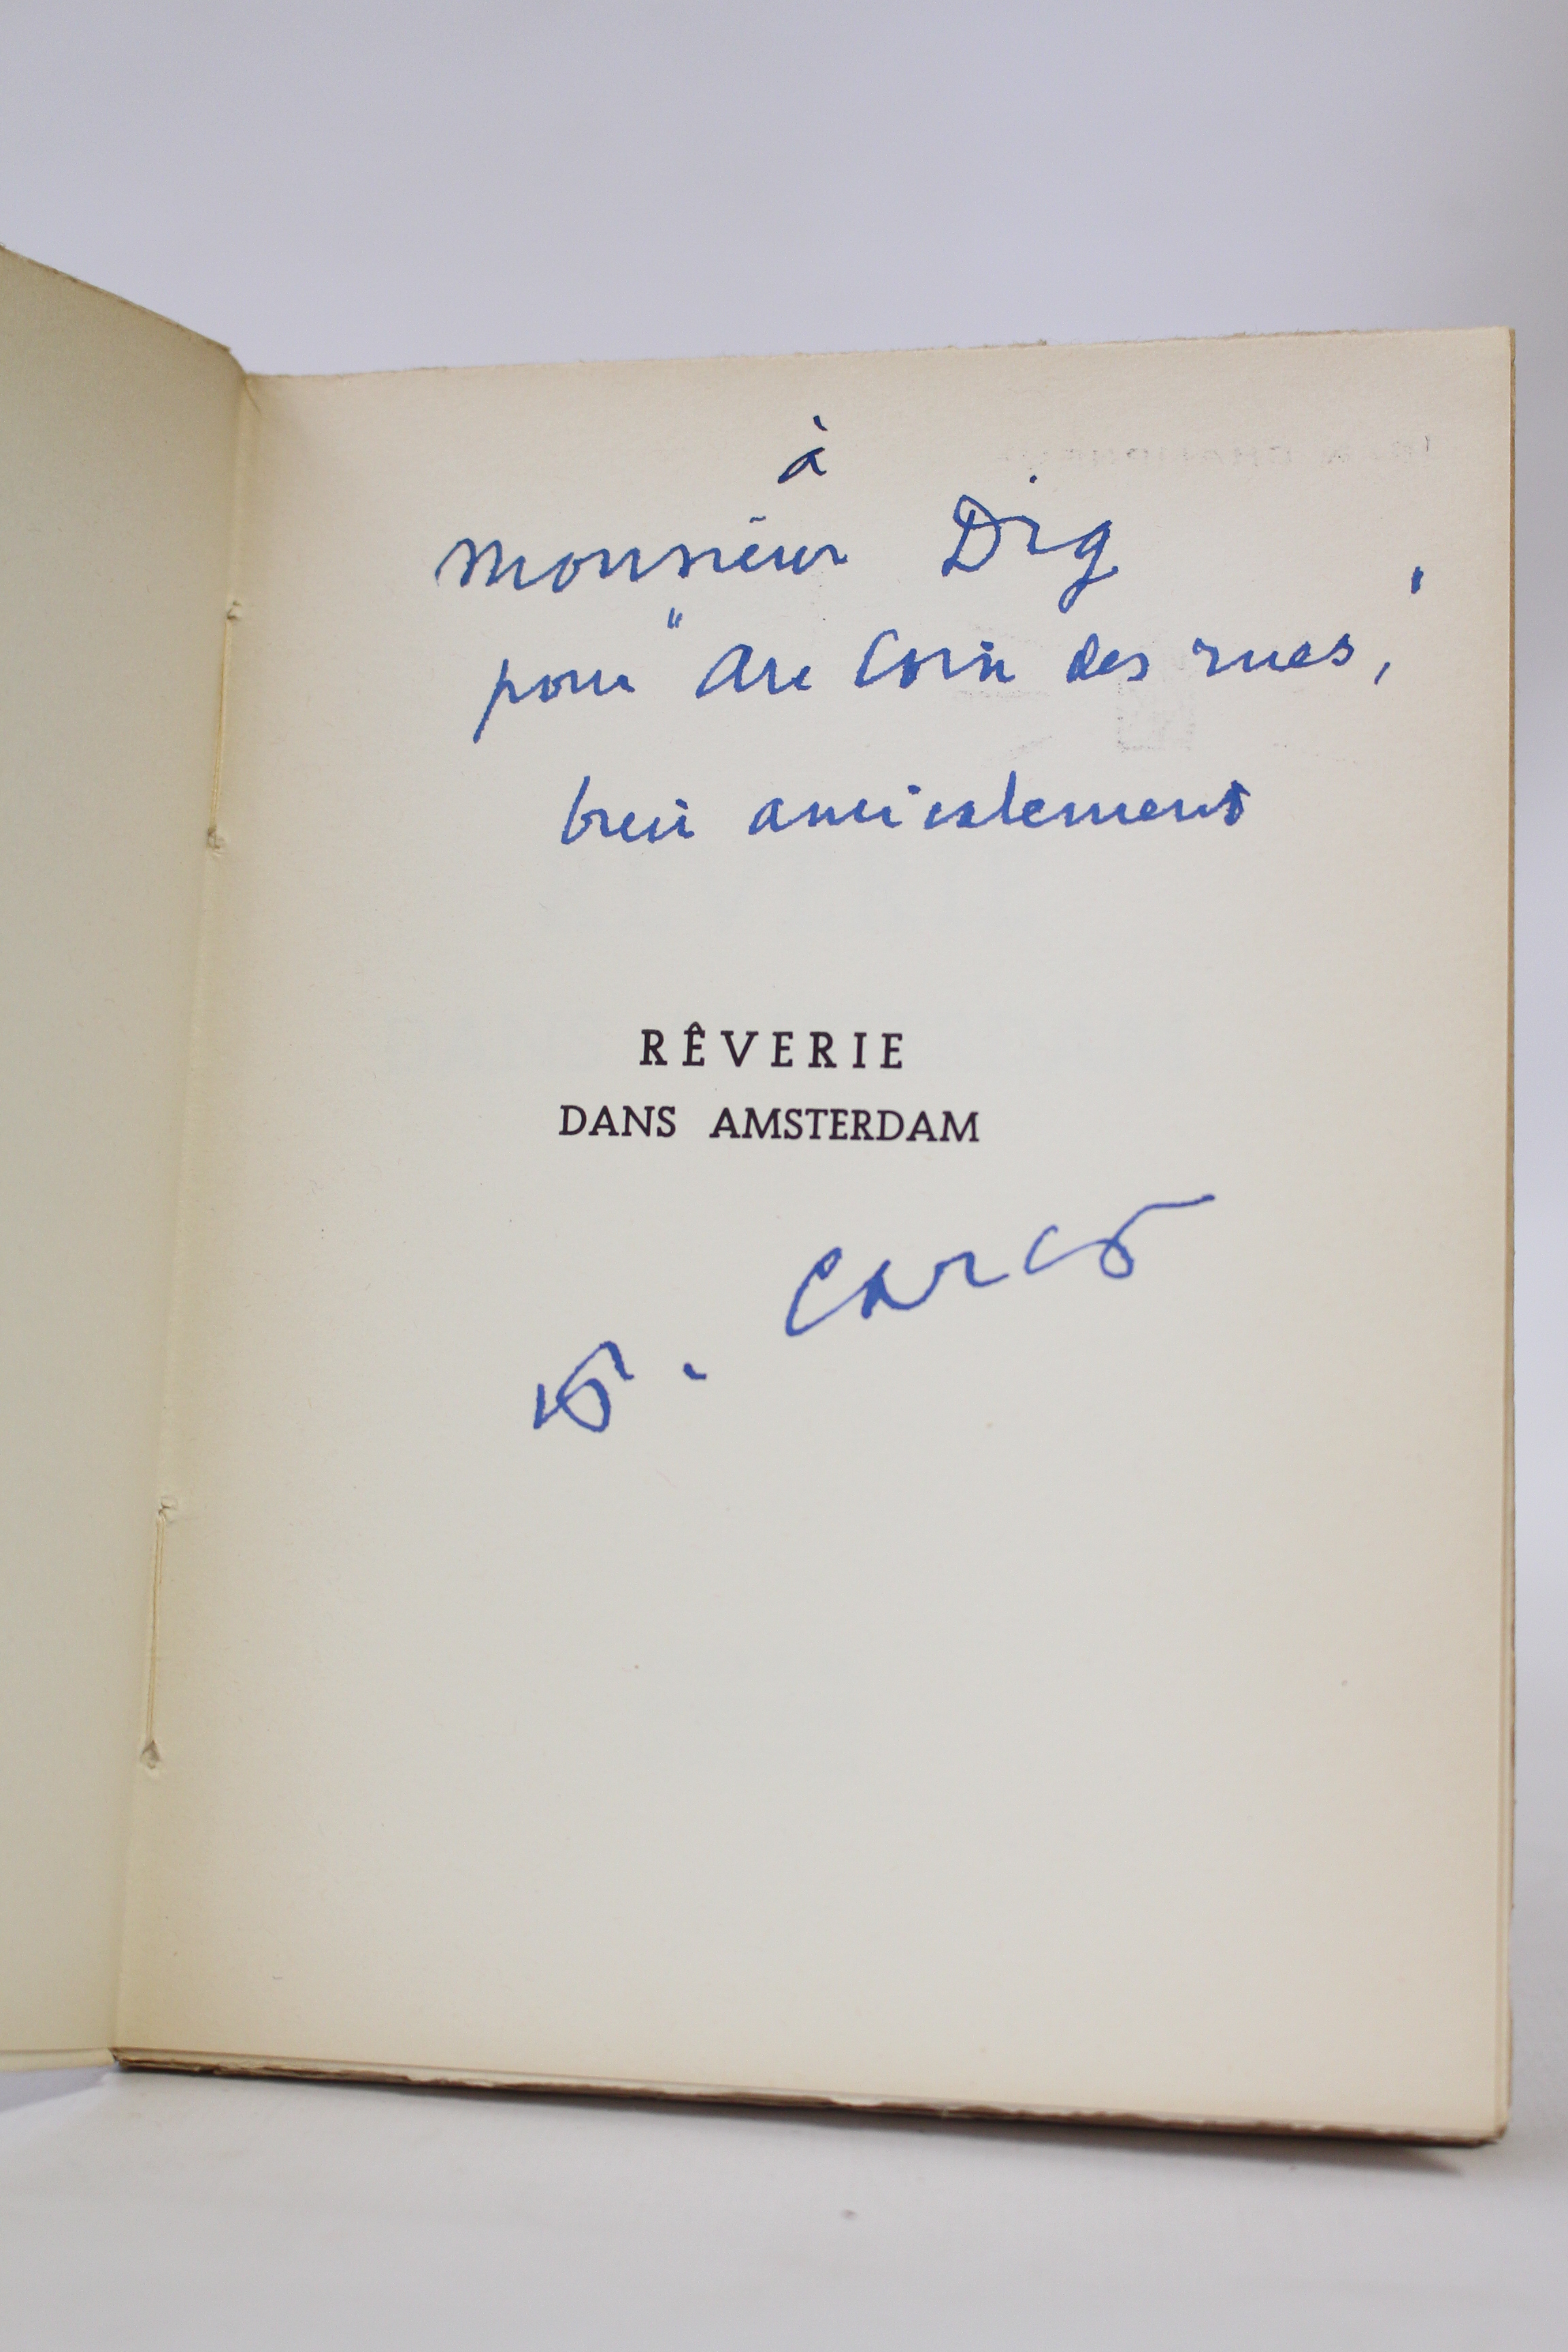 à
Monsieur Dig
pour "Au Coin des rues,"
bien amicalement
RÊVERIE
DANS AMSTERDAM
F. Carco